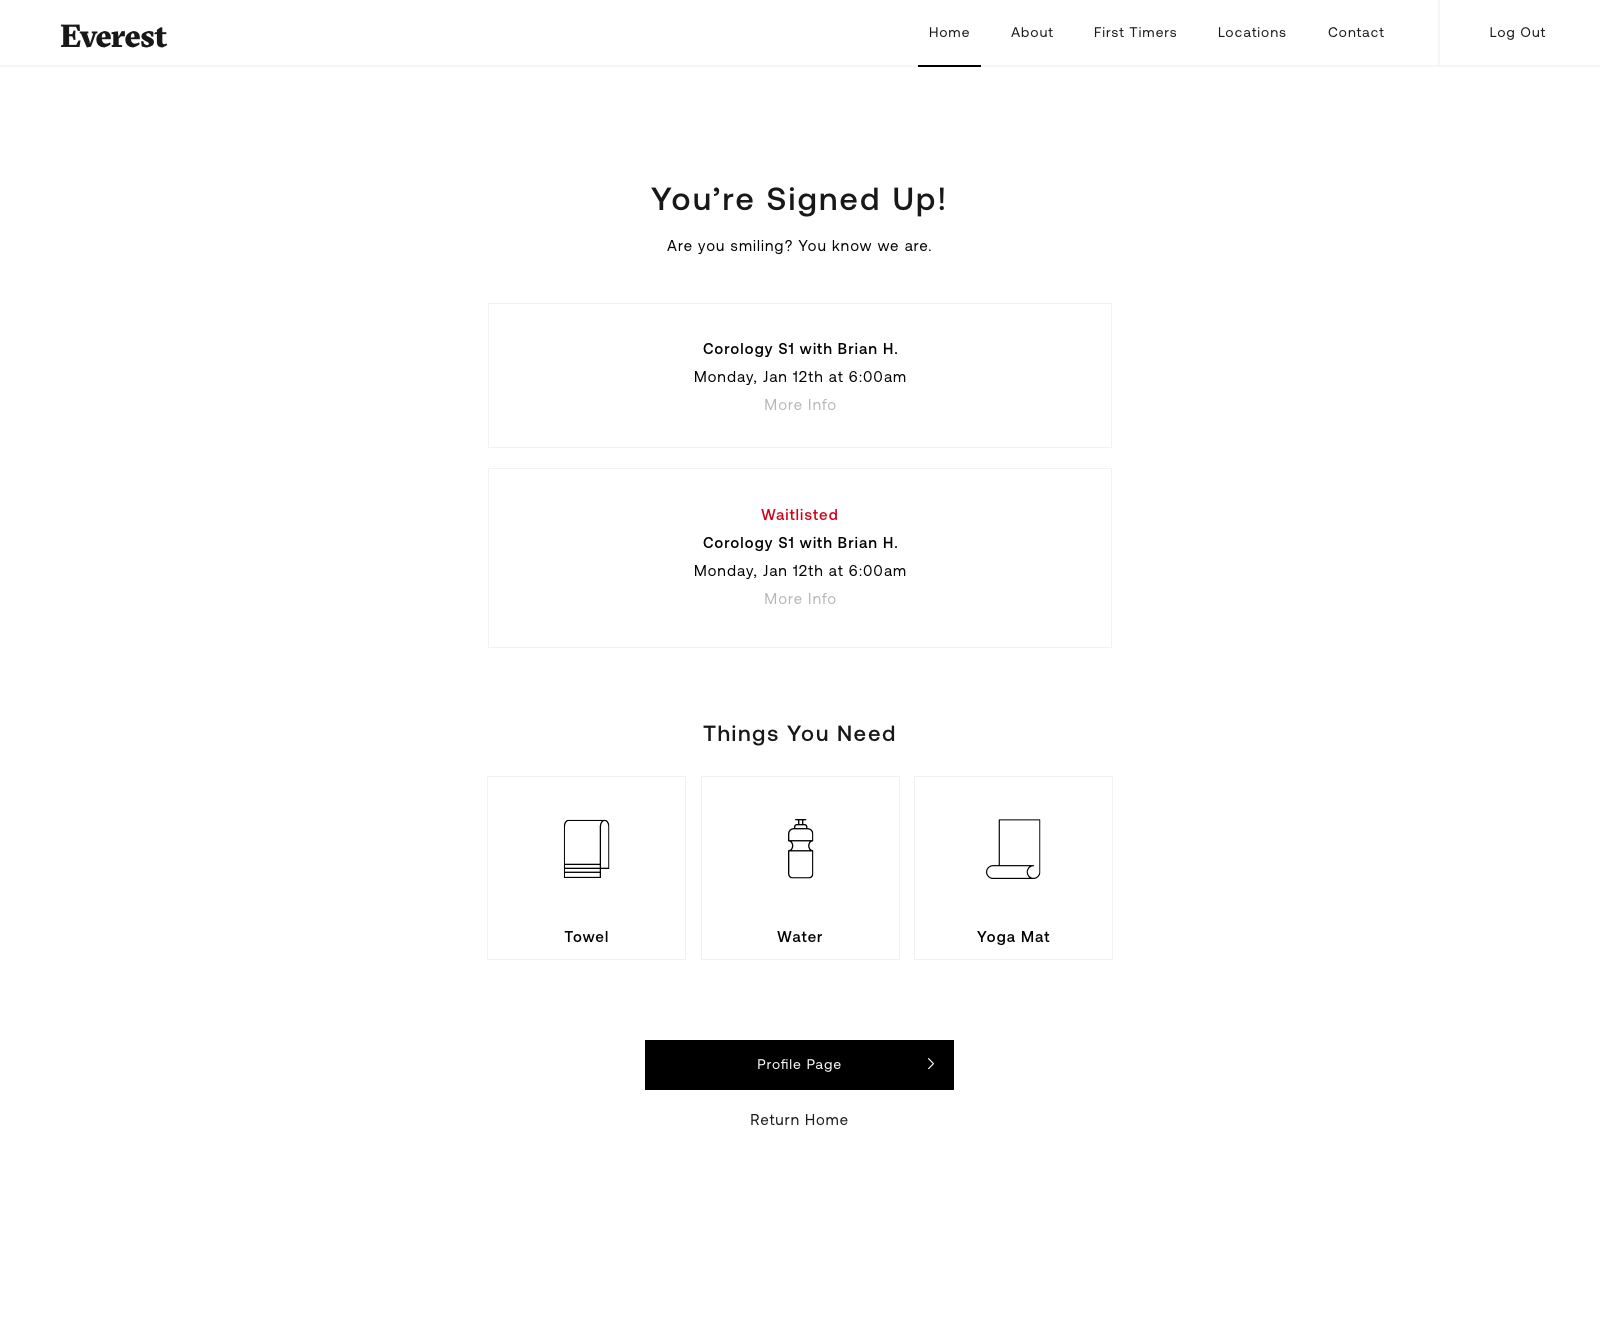 Everest
Home
About
First Timers
Locations
Contact
Log Out
You’re Signed Up!
Are you smiling? You know we are.
Corology S1 with Brian H.
Monday, Jan 12th at 6:00am
More Info
Waitlisted
Corology S1 with Brian H.
Monday, Jan 12th at 6:00am
More Info
Things You Need
Towel
Water
Yoga Mat
Profile Page
Return Home